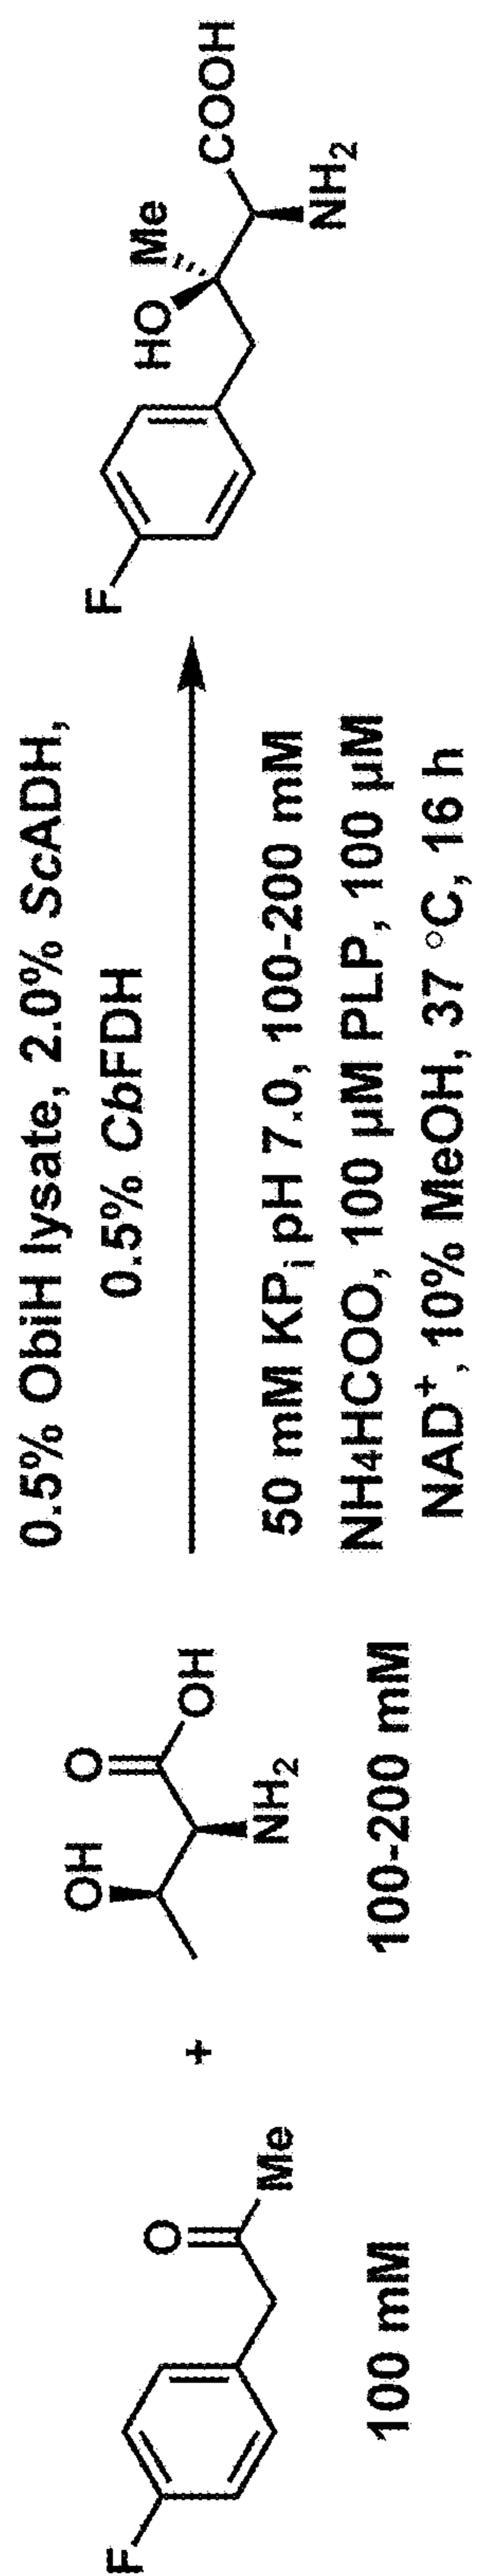 F
O
Me
100 mM
+
OH
O
OH
NH2
100-200 mM
0.5% ObiH lysate, 2.0% ScADH,
0.5% CbFDH
50 mM KPi pH 7.0, 100-200 mM
NH4HCOO, 100 µM PLP, 100 µM
NAD+, 10% MeOH, 37 °C, 16 h
F
HO
Me
COOH
NH2